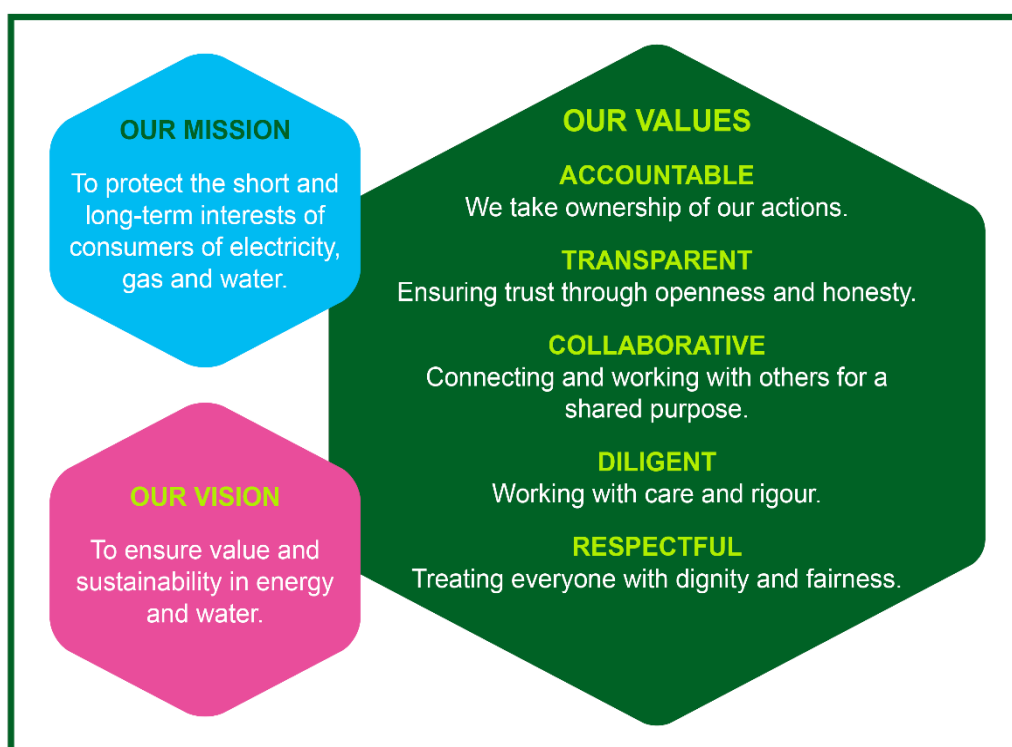 OUR MISSION
To protect the short and
long-term interests of
consumers of electricity,
gas and water.
OUR VISION
To ensure value and
sustainability in energy
and water.
OUR VALUES
ACCOUNTABLE
We take ownership of our actions.
TRANSPARENT
Ensuring trust through openness and honesty.
COLLABORATIVE
Connecting and working with others for a
shared purpose.
DILIGENT
Working with care and rigour.
RESPECTFUL
Treating everyone with dignity and fairness.